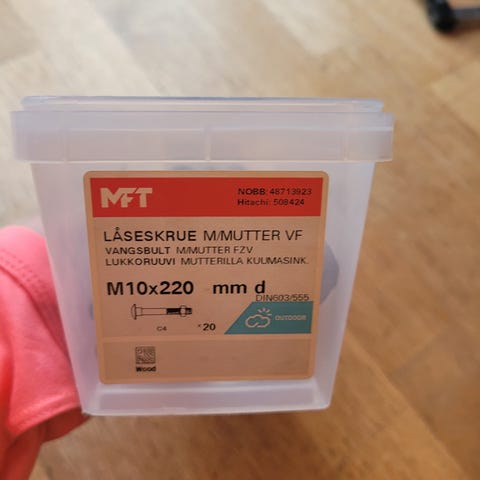 MFT
NOBB: 48713923
Hitachi: 508424
LÅSESKRUE M/MUTTER VF
VANGSBULT M/MUTTER FZV
LUKKORUUVI MUTTERILLA KUUMASINK.
M10x220 mm d
DIN603/555
C4
*20
OUTDOOR
Wood